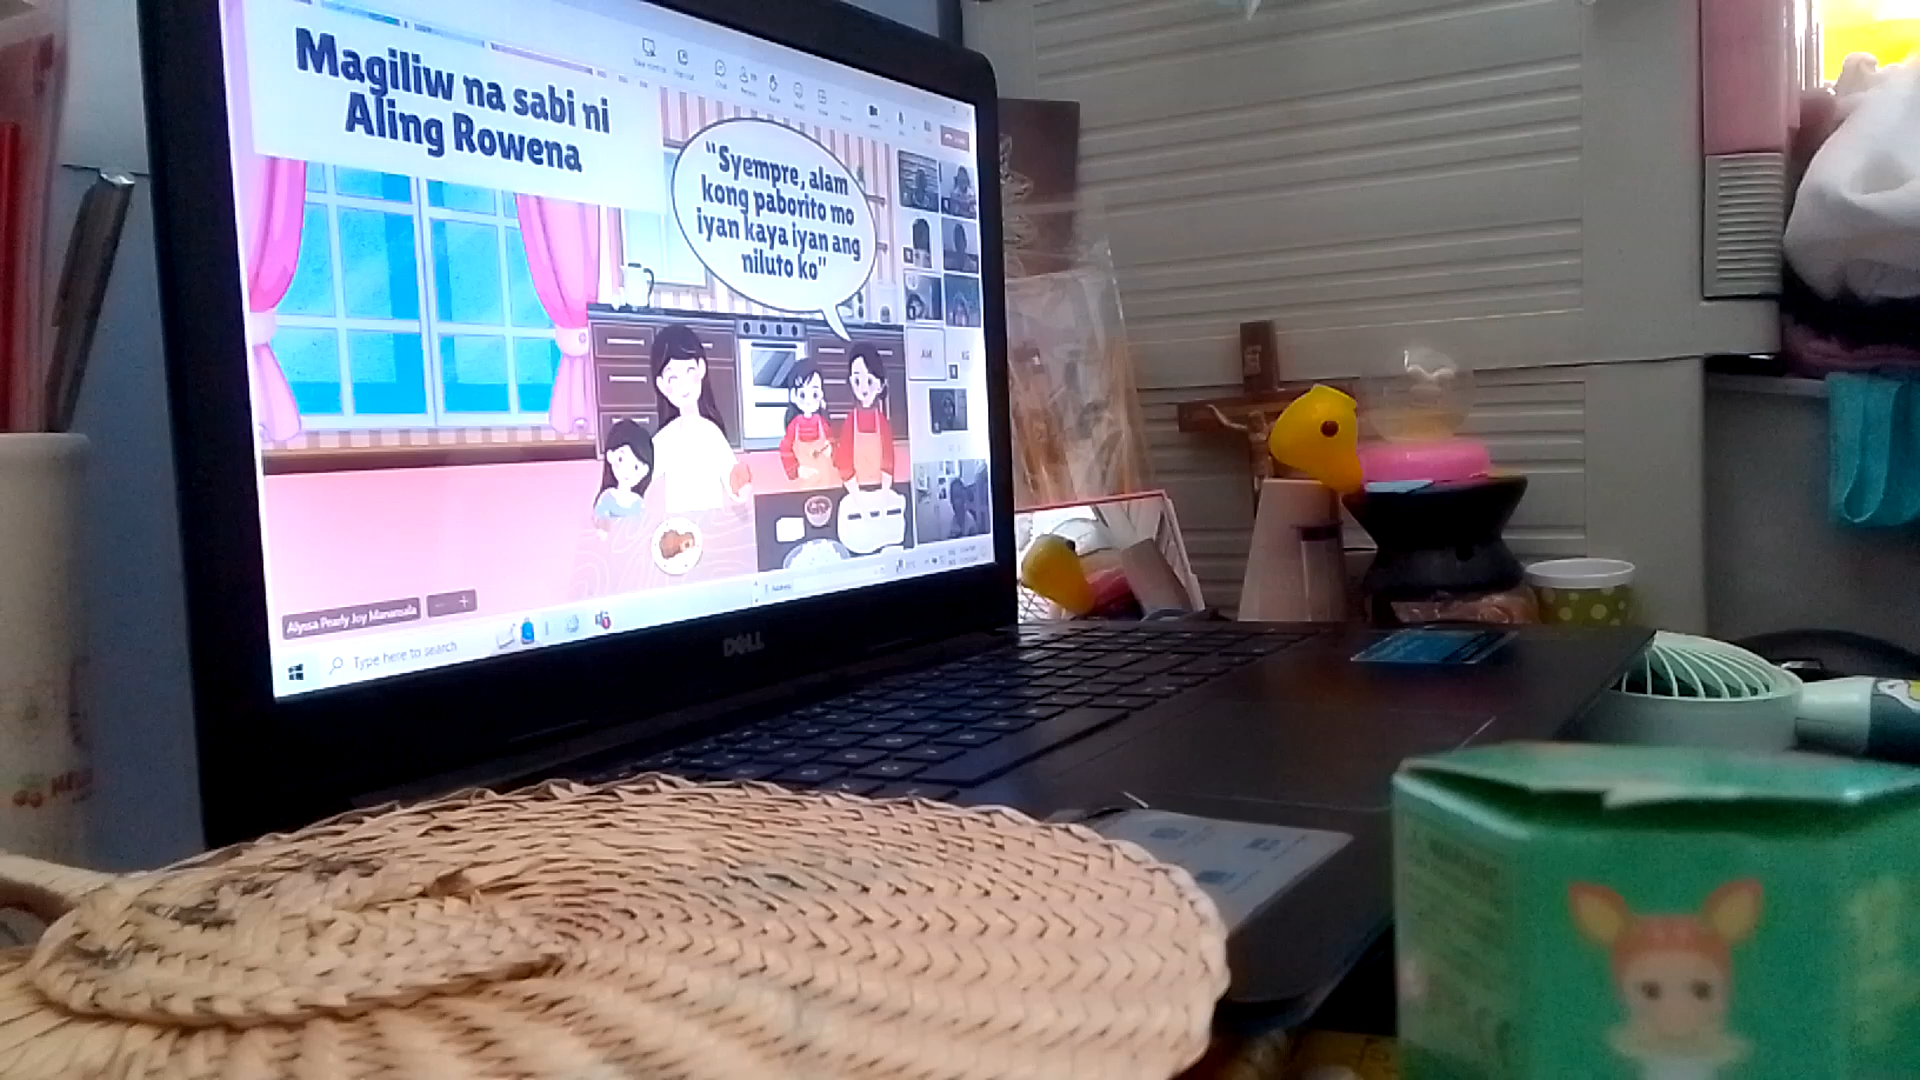 Magiliw na sabi ni
Aling Rowena
"Syempre, alam
kong paborito mo
iyan kaya iyan ang
niluto ko"
AM
Alyssa Pearly Joy Manansala
Type here to search
DELL